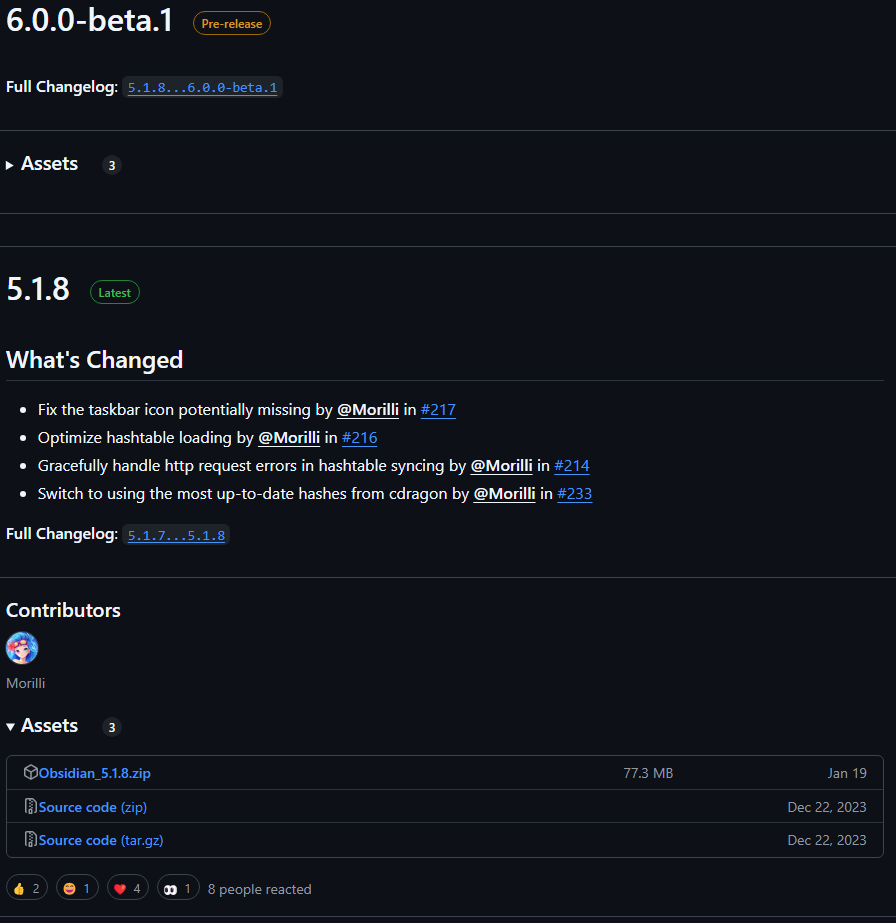 6.0.0-beta.1 Pre-release
Full Changelog: 5.1.8...6.0.0-beta.1
Assets 3
5.1.8 Latest
What's Changed
Fix the taskbar icon potentially missing by @Morilli in #217
Optimize hashtable loading by @Morilli in #216
Gracefully handle http request errors in hashtable syncing by @Morilli in #214
Switch to using the most up-to-date hashes from cdragon by @Morilli in #233
Full Changelog: 5.1.7...5.1.8
Contributors
Morilli
Assets 3
Obsidian_5.1.8.zip 77.3 MB Jan 19
Source code (zip) Dec 22, 2023
Source code (tar.gz) Dec 22, 2023
👍 2 😄 1 ❤️ 4 👀 1 8 people reacted